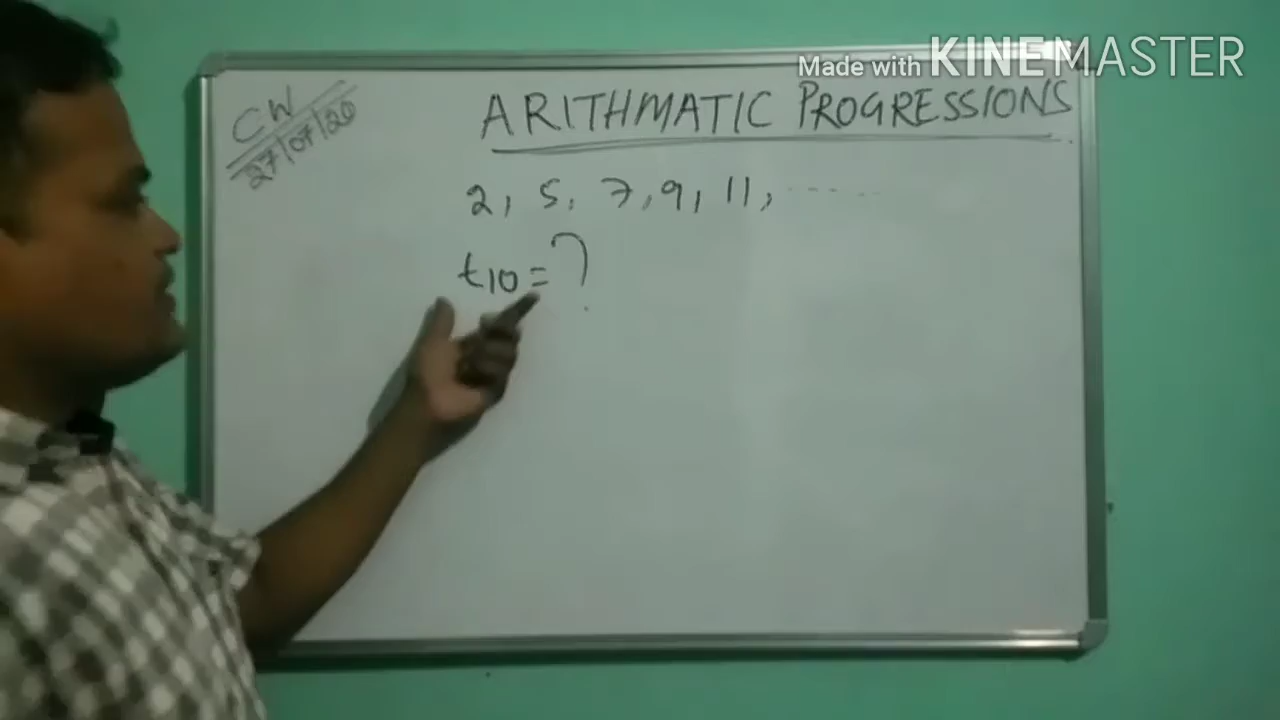 Made with KINEMASTER
CW
27/07/20
ARITHMATIC PROGRESSIONS
2, 5, 7, 9, 11, ......
t10 = ?